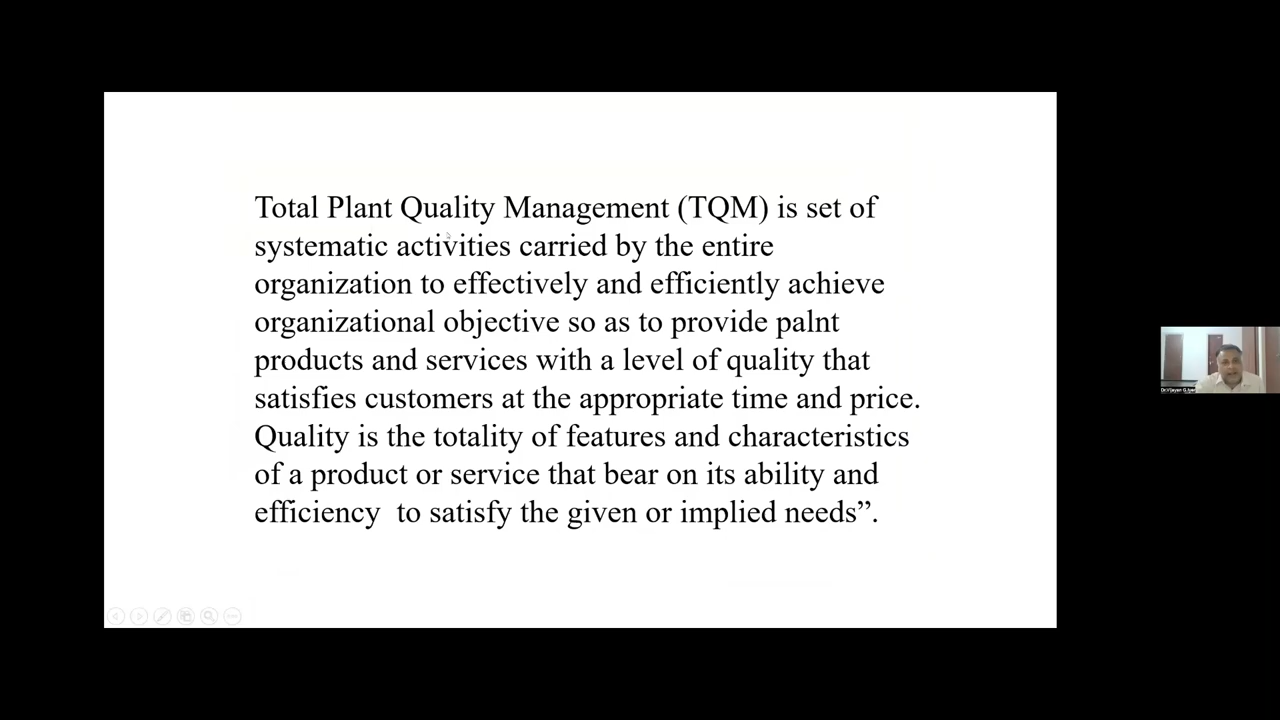 Total Plant Quality Management (TQM) is set of
systematic activities carried by the entire
organization to effectively and efficiently achieve
organizational objective so as to provide palnt
products and services with a level of quality that
satisfies customers at the appropriate time and price.
Quality is the totality of features and characteristics
of a product or service that bear on its ability and
efficiency  to satisfy the given or implied needs”.